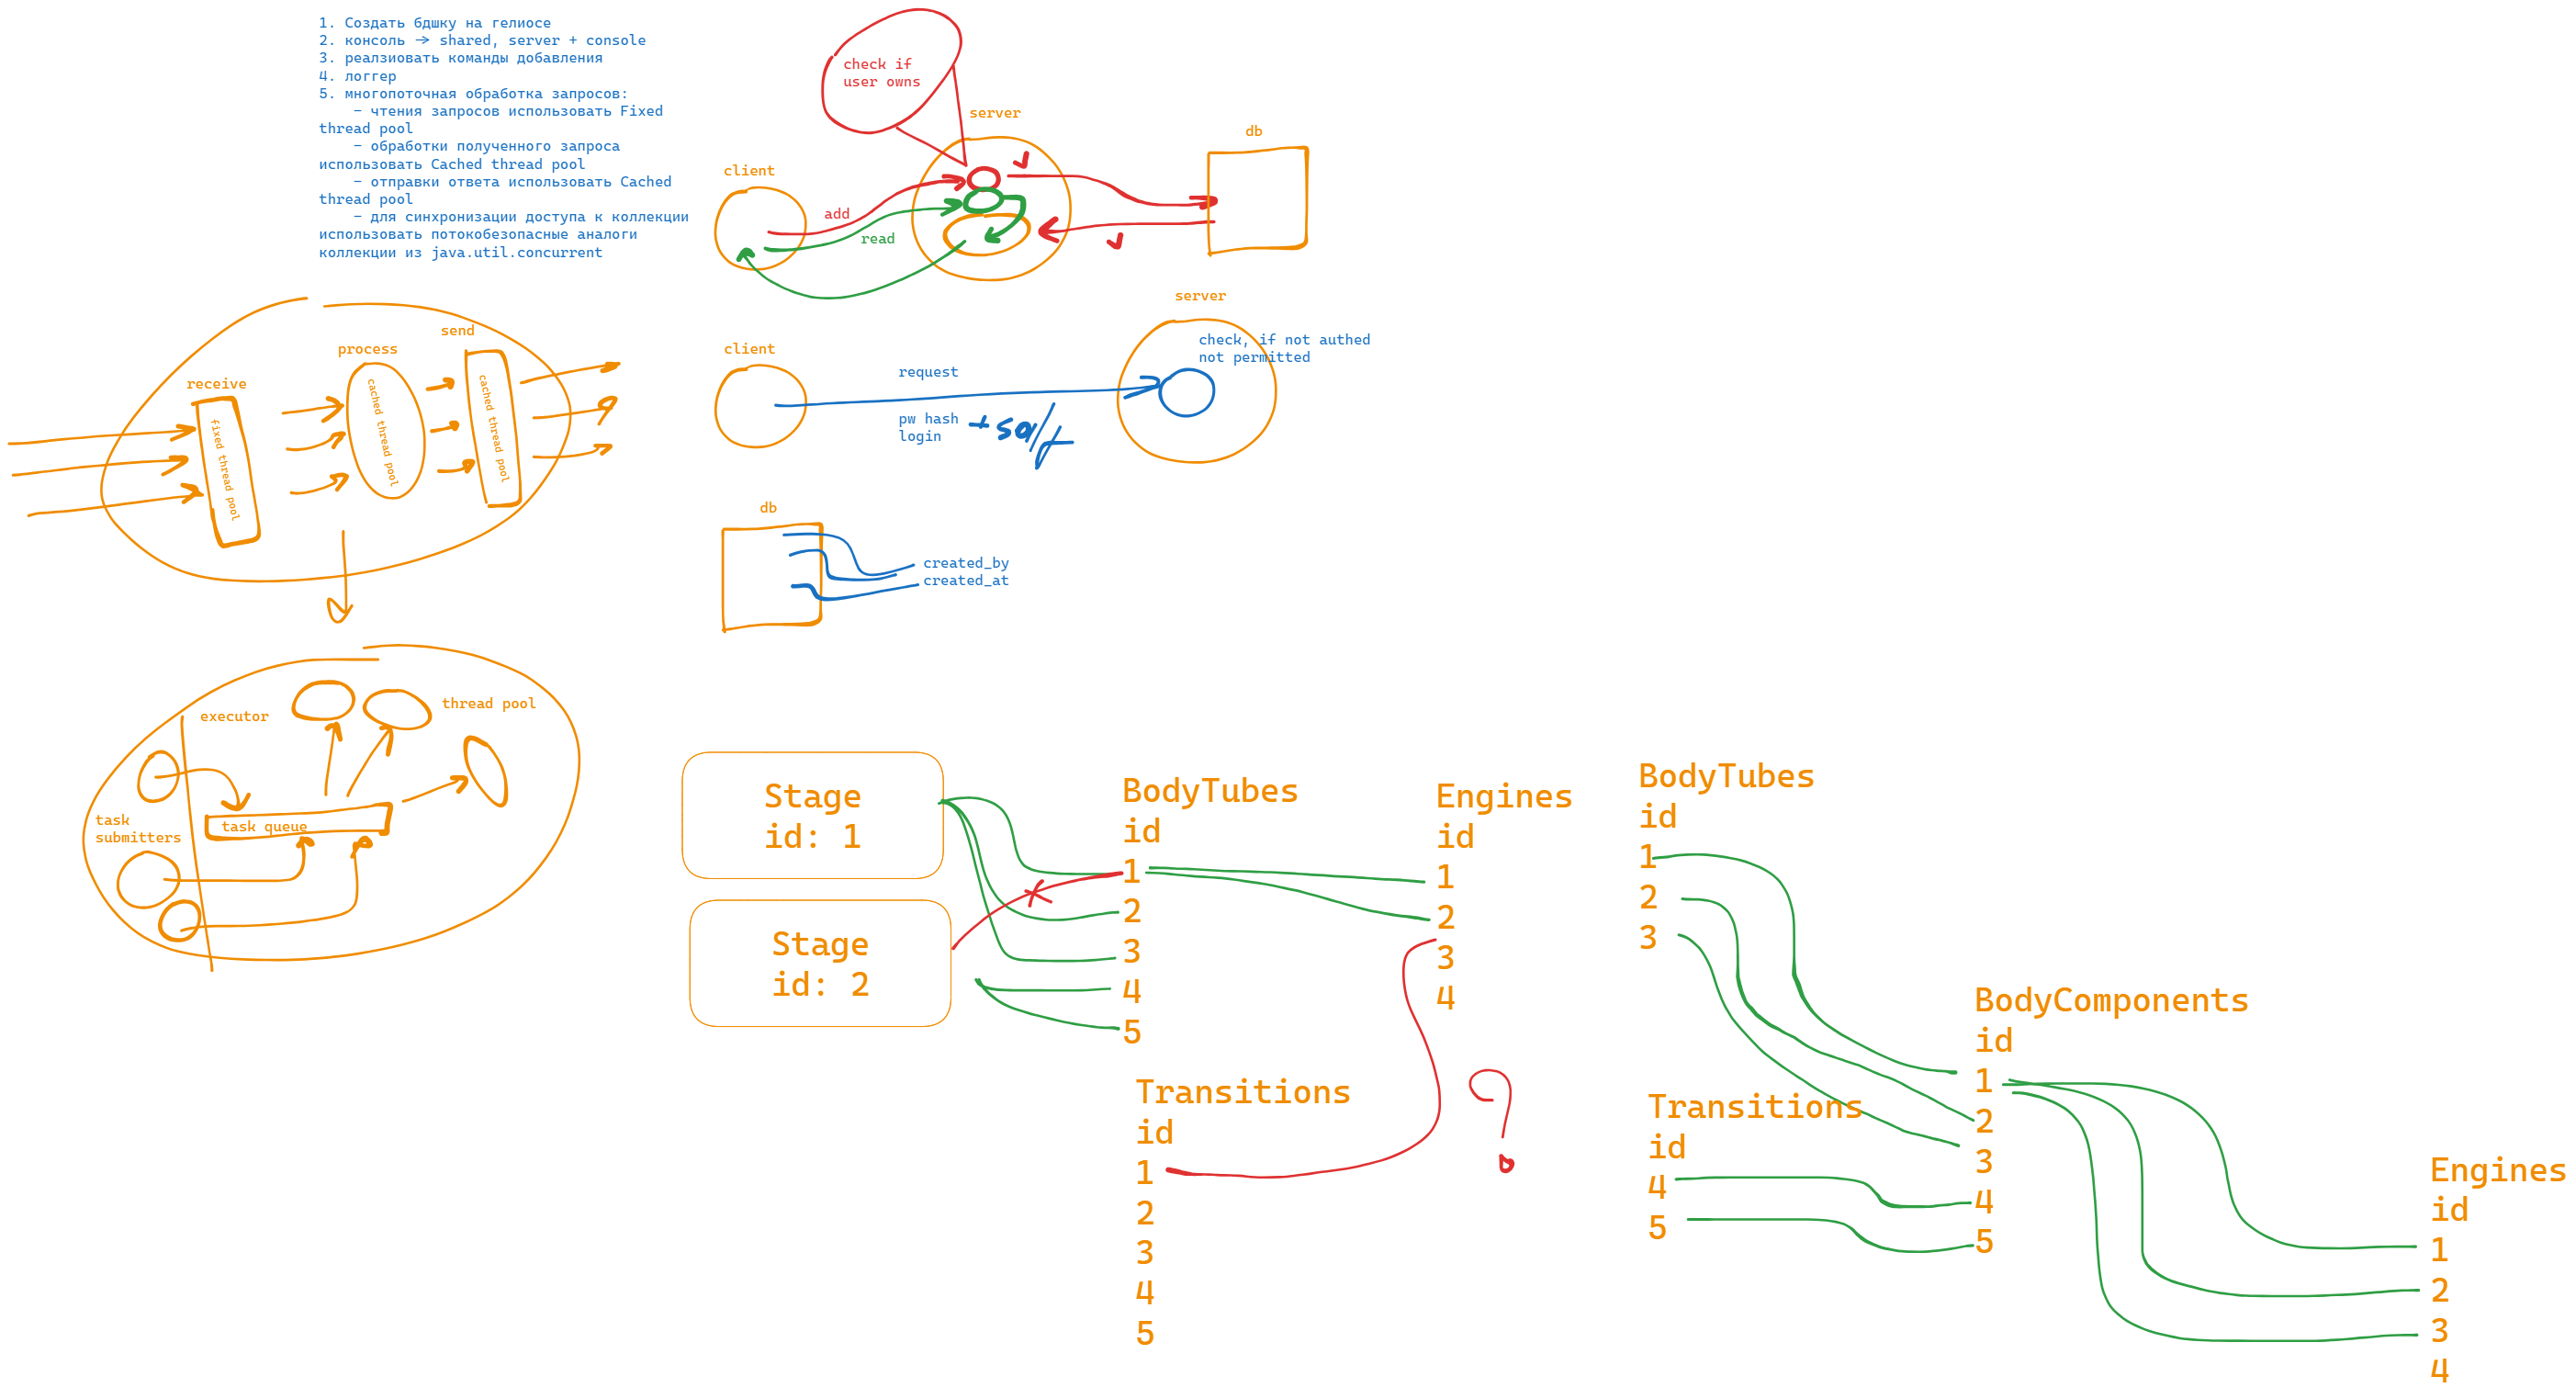 1. Создать бдшку на гелиосе
2. консоль → shared, server + console
3. реалзиовать команды добавления
4. логгер
5. многопоточная обработка запросов:
– чтения запросов использовать Fixed
thread pool
– обработки полученного запроса
использовать Cached thread pool
– отправки ответа использовать Cached
thread pool
– для синхронизации доступа к коллекции
использовать потокобезопасные аналоги
коллекции из java.util.concurrent
check if
user owns
server
db
client
add
read
server
check, if not authed
not permitted
client
request
pw hash
login
+ salt
db
created_by
created_at
send
process
receive
fixed thread pool
cached thread pool
cached thread pool
executor
thread pool
task
submitters
task queue
Stage
id: 1
Stage
id: 2
BodyTubes
id
1
2
3
4
5
Engines
id
1
2
3
4
Transitions
id
1
2
3
4
5
?
BodyTubes
id
1
2
3
Transitions
id
4
5
BodyComponents
id
1
2
3
4
5
Engines
id
1
2
3
4